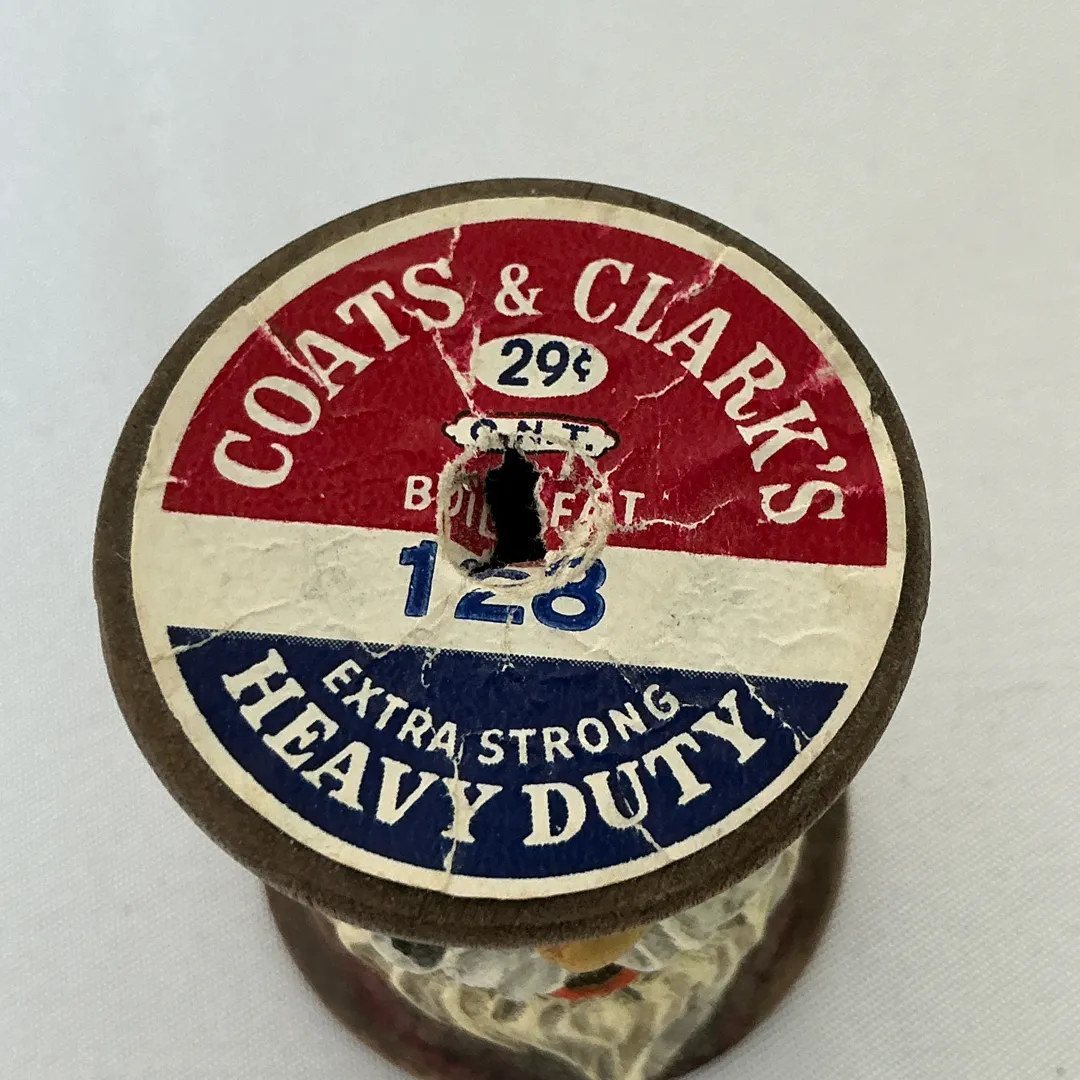 COATS & CLARK'S
29¢
O.N.T.
128
EXTRA STRONG
HEAVY DUTY